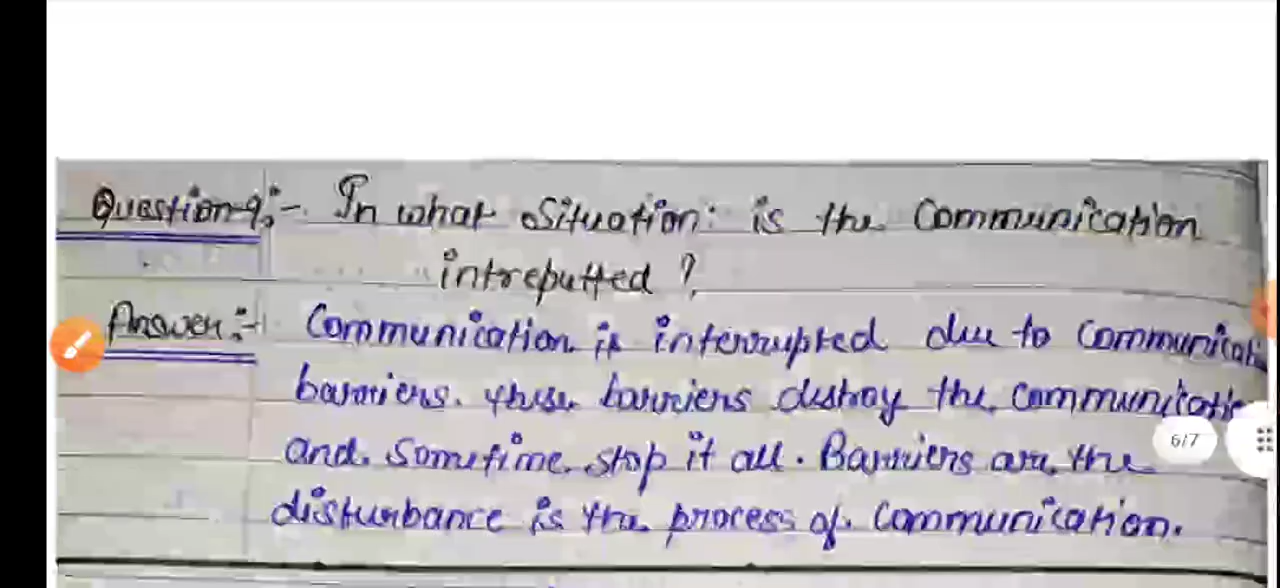 Question-9:- In what situation: is the communication
intreputted ?
Answer:- Communication is interrupted due to communicati
barriers. these barriers distroy the communicatio
and. sometime stop it all. Barriers are the
6/7
disturbance is the process of communication.